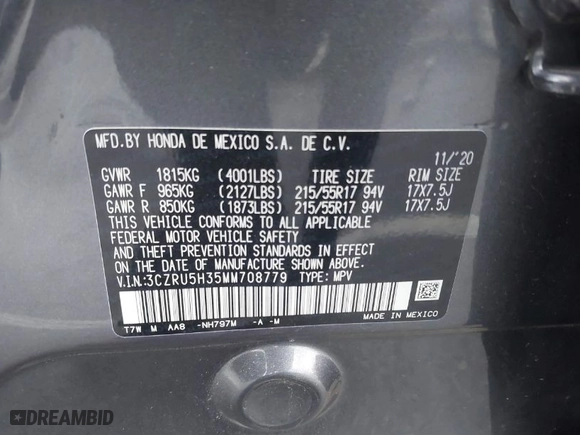 MFD.BY HONDA DE MEXICO S.A. DE C.V.
11/'20
GVWR 1815KG (4001LBS) TIRE SIZE RIM SIZE
GAWR F 965KG (2127LBS) 215/55R17 94V 17X7.5J
GAWR R 850KG (1873LBS) 215/55R17 94V 17X7.5J
THIS VEHICLE CONFORMS TO ALL APPLICABLE
FEDERAL MOTOR VEHICLE SAFETY
AND THEFT PREVENTION STANDARDS IN EFFECT
ON THE DATE OF MANUFACTURE SHOWN ABOVE.
V.I.N:3CZRU5H35MM708779 TYPE: MPV
T7W M AA8 -NH797M -A -M
MADE IN MEXICO
DREAMBID